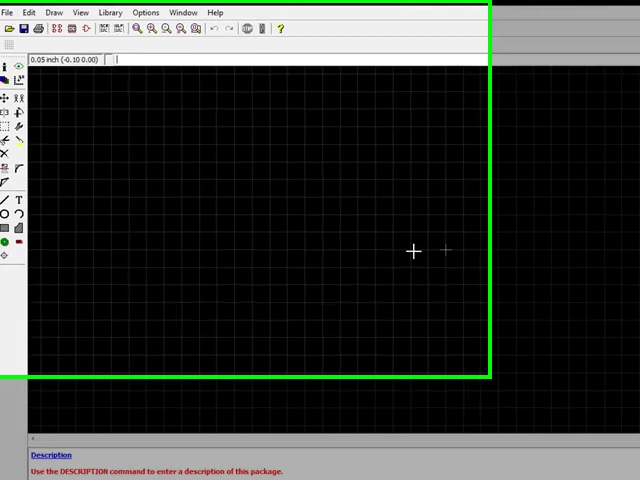 File Edit Draw View Library Options Window Help
0.05 inch (-0.10 0.00)
Description
Use the DESCRIPTION command to enter a description of this package.